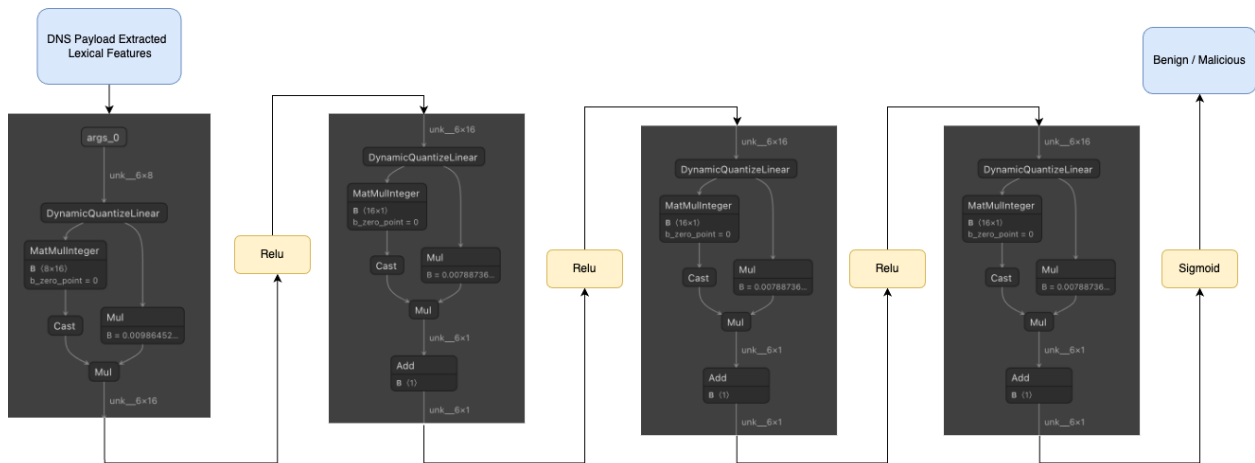 DNS Payload Extracted
Lexical Features
args_0
unk__6×8
DynamicQuantizeLinear
MatMulInteger
B (8×16)
b_zero_point = 0
Cast
Mul
B = 0.00986452...
Mul
unk__6×16
Relu
unk__6×16
DynamicQuantizeLinear
MatMulInteger
B (16×1)
b_zero_point = 0
Cast
Mul
B = 0.00788736...
Mul
unk__6×1
Add
B (1)
unk__6×1
Relu
unk__6×16
DynamicQuantizeLinear
MatMulInteger
B (16×1)
b_zero_point = 0
Cast
Mul
B = 0.00788736...
Mul
unk__6×1
Add
B (1)
unk__6×1
Relu
unk__6×16
DynamicQuantizeLinear
MatMulInteger
B (16×1)
b_zero_point = 0
Cast
Mul
B = 0.00788736...
Mul
unk__6×1
Add
B (1)
unk__6×1
Sigmoid
Benign / Malicious